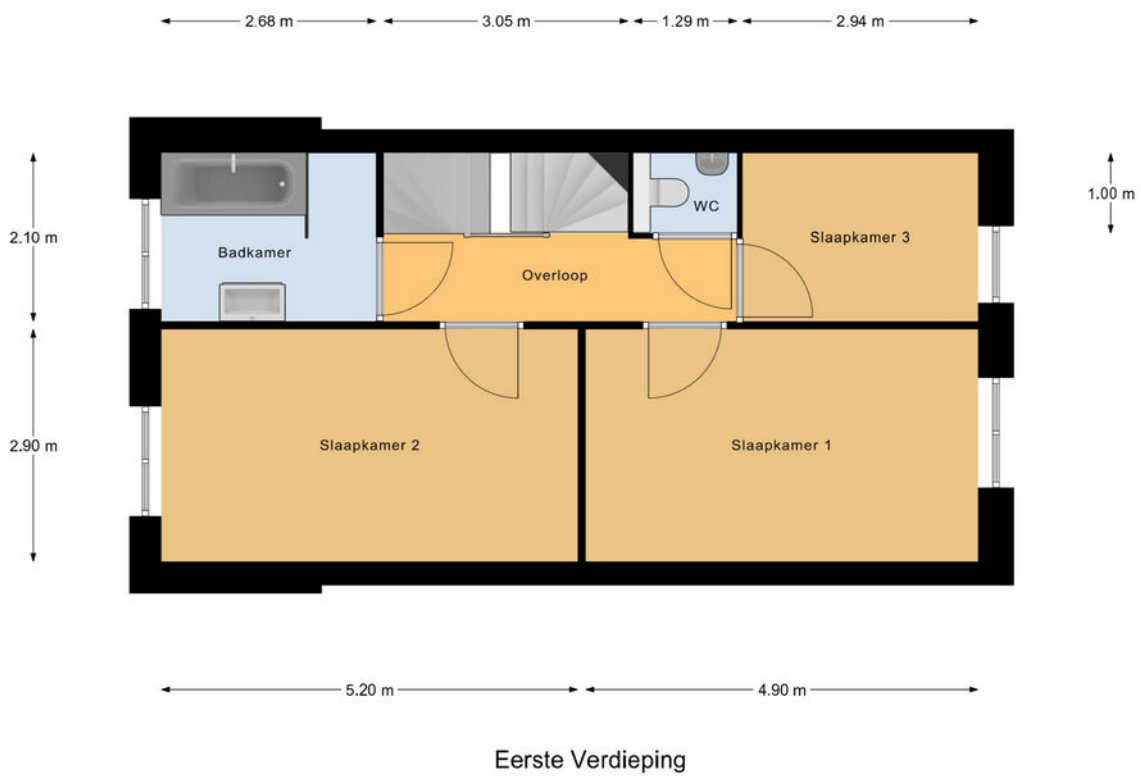 2.68 m
3.05 m
1.29 m
2.94 m
1.00 m
2.10 m
WC
Slaapkamer 3
Badkamer
Overloop
2.90 m
Slaapkamer 2
Slaapkamer 1
5.20 m
4.90 m
Eerste Verdieping